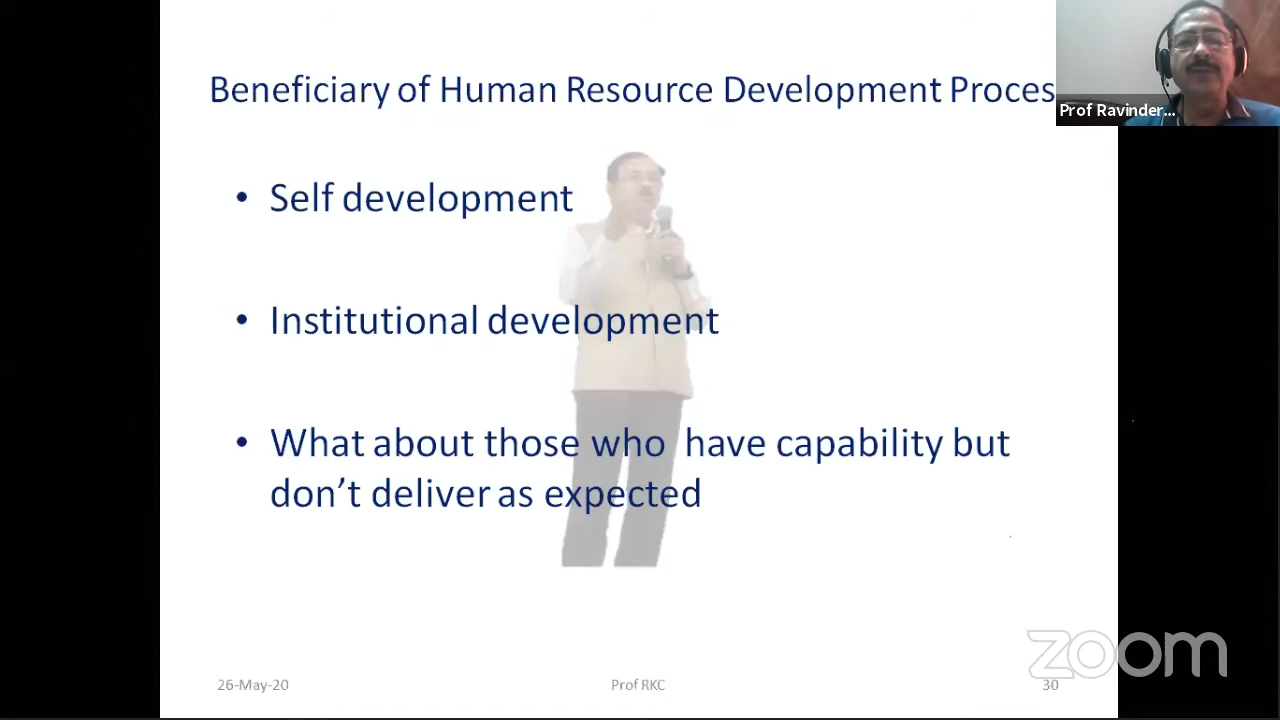 Beneficiary of Human Resource Development Proces
Prof Ravinder...
• Self development
• Institutional development
• What about those who have capability but
don't deliver as expected
zoom
26-May-20 Prof RKC 30